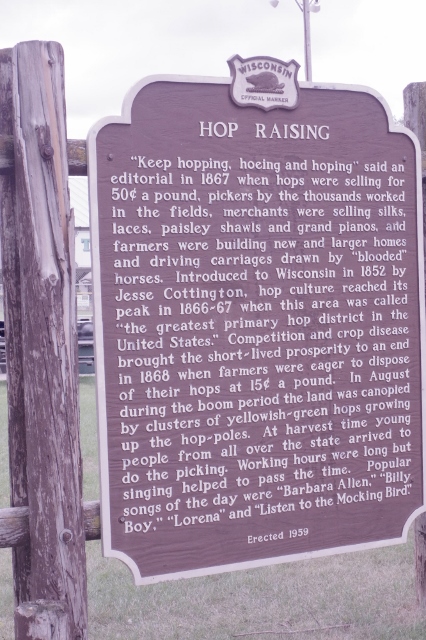 WISCONSIN
OFFICIAL MARKER
HOP RAISING
"Keep hopping, hoeing and hoping" said an
editorial in 1867 when hops were selling for
50¢ a pound, pickers by the thousands worked
in the fields, merchants were selling silks,
laces, paisley shawls and grand pianos, and
farmers were building new and larger homes
and driving carriages drawn by "blooded"
horses. Introduced to Wisconsin in 1852 by
Jesse Cottington, hop culture reached its
peak in 1866-67 when this area was called
"the greatest primary hop district in the
United States." Competition and crop disease
brought the short-lived prosperity to an end
in 1868 when farmers were eager to dispose
of their hops at 15¢ a pound. In August
during the boom period the land was canopied
by clusters of yellowish-green hops growing
up the hop-poles. At harvest time young
people from all over the state arrived to
do the picking. Working hours were long but
singing helped to pass the time. Popular
songs of the day were "Barbara Allen," "Billy
Boy," "Lorena" and "Listen to the Mocking Bird."
Erected 1959